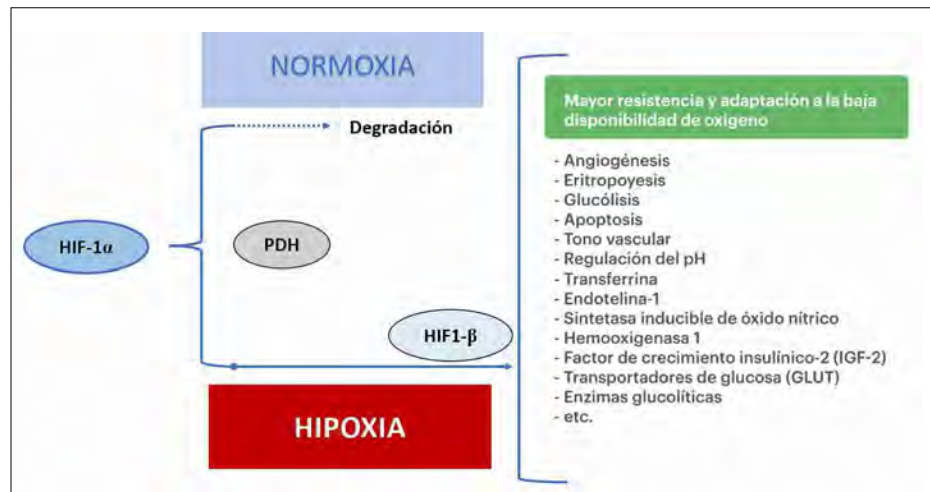 NORMOXIA
Degradación
HIF-1α
PDH
HIF1-β
HIPOXIA
Mayor resistencia y adaptación a la baja
disponibilidad de oxigeno
- Angiogénesis
- Eritropoyesis
- Glucólisis
- Apoptosis
- Tono vascular
- Regulación del pH
- Transferrina
- Endotelina-1
- Sintetasa inducible de óxido nítrico
- Hemooxigenasa 1
- Factor de crecimiento insulínico-2 (IGF-2)
- Transportadores de glucosa (GLUT)
- Enzimas glucolíticas
- etc.